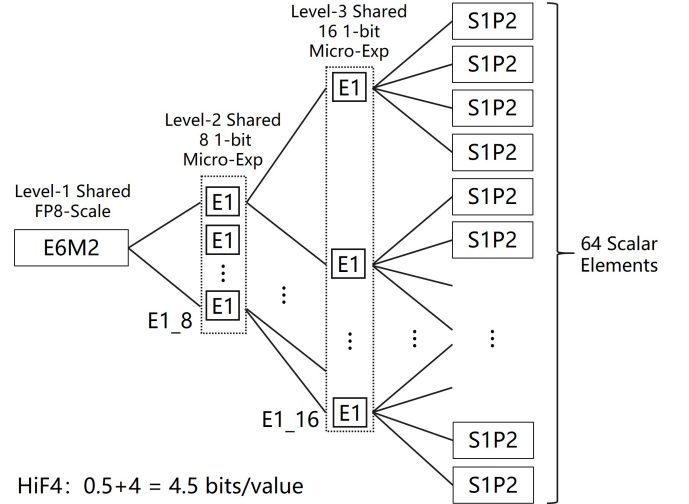 Level-3 Shared
16 1-bit
Micro-Exp
Level-2 Shared
8 1-bit
Micro-Exp
Level-1 Shared
FP8-Scale
E6M2
E1
E1
⋮
E1
E1_8
⋮
E1
E1
⋮
E1
E1_16
⋮
S1P2
S1P2
S1P2
S1P2
S1P2
S1P2
⋮
S1P2
S1P2
64 Scalar
Elements
HiF4: 0.5+4 = 4.5 bits/value